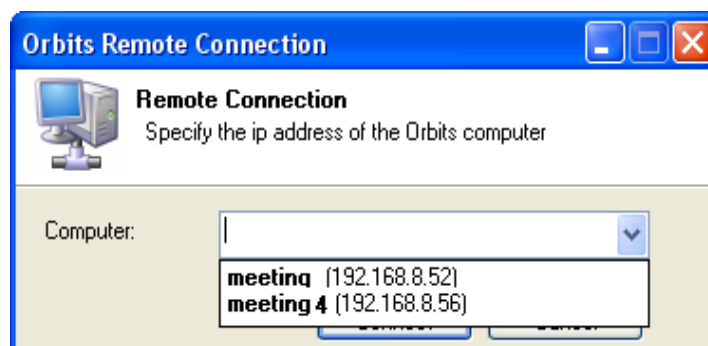 Orbits Remote Connection
Remote Connection
Specify the ip address of the Orbits computer
Computer:
meeting (192.168.8.52)
meeting 4 (192.168.8.56)